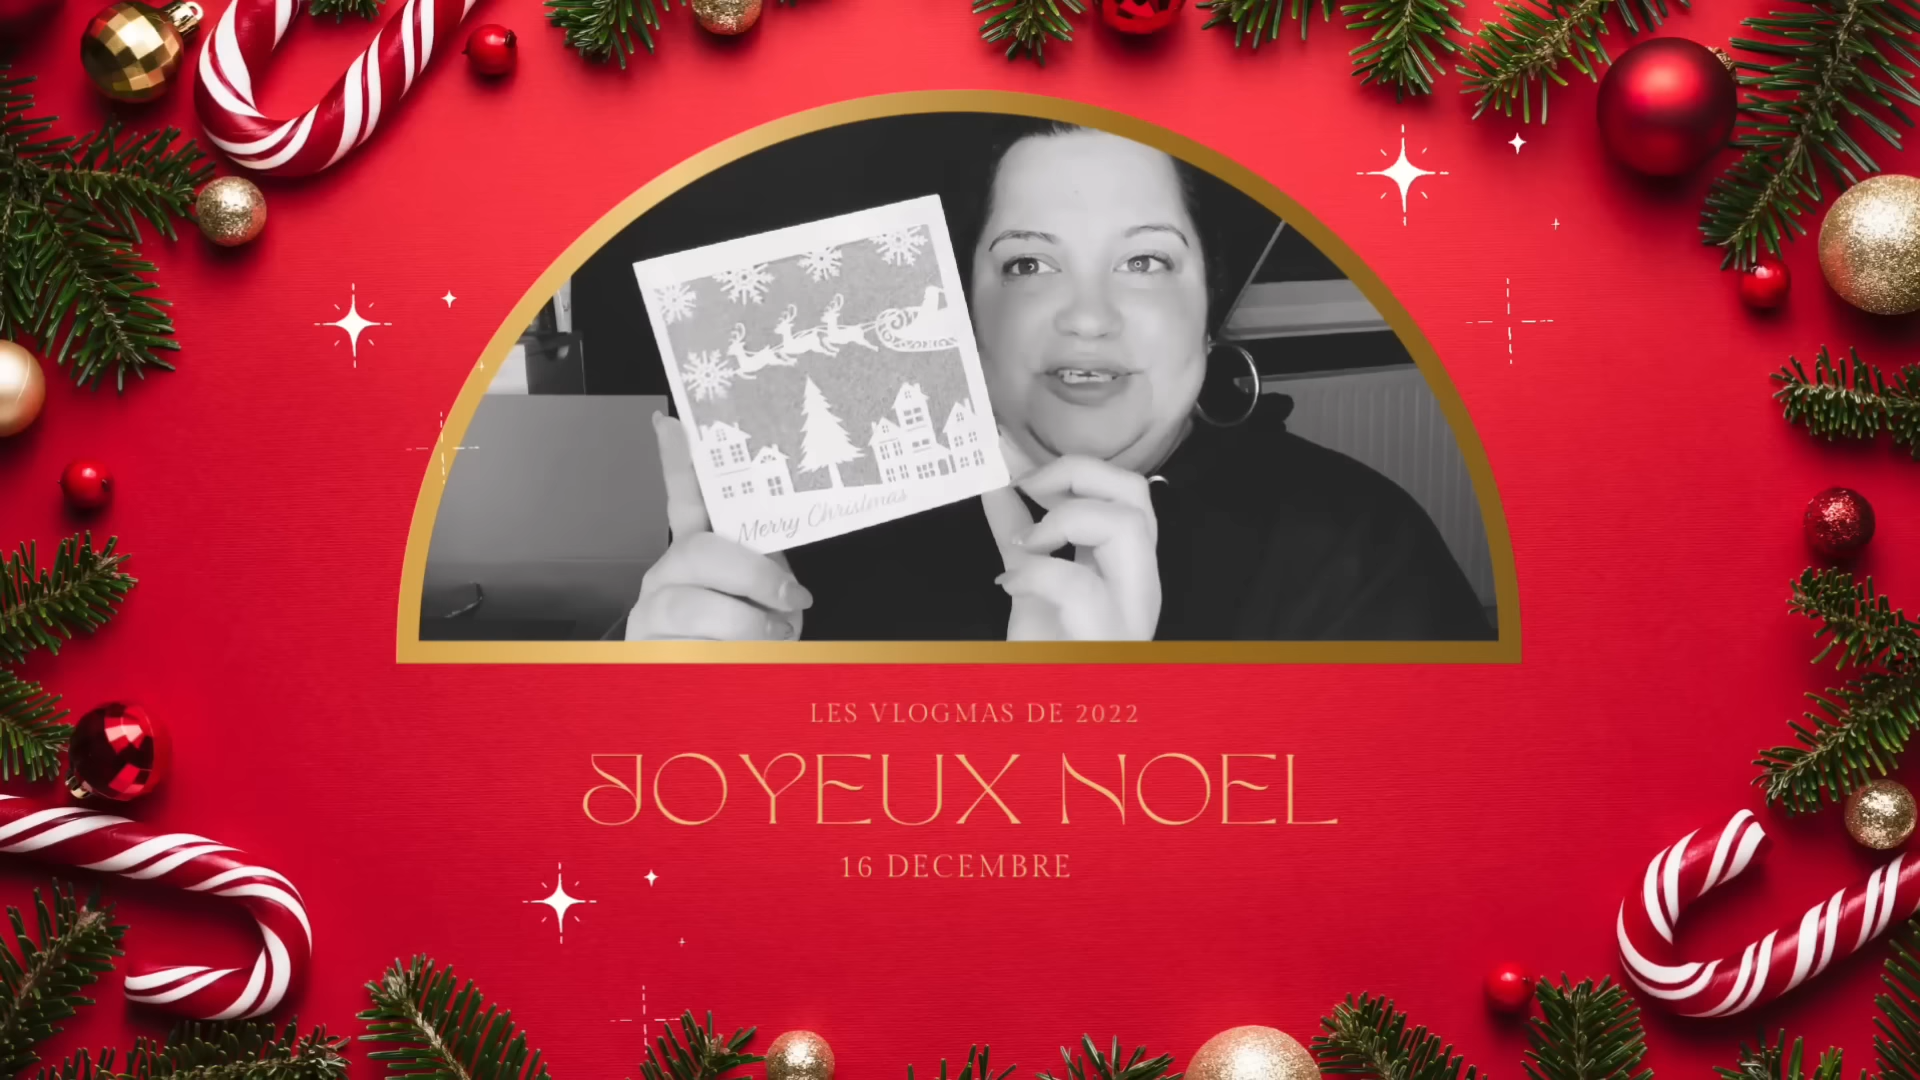 Merry Christmas
LES VLOGMAS DE 2022
JOYEUX NOEL
16 DECEMBRE